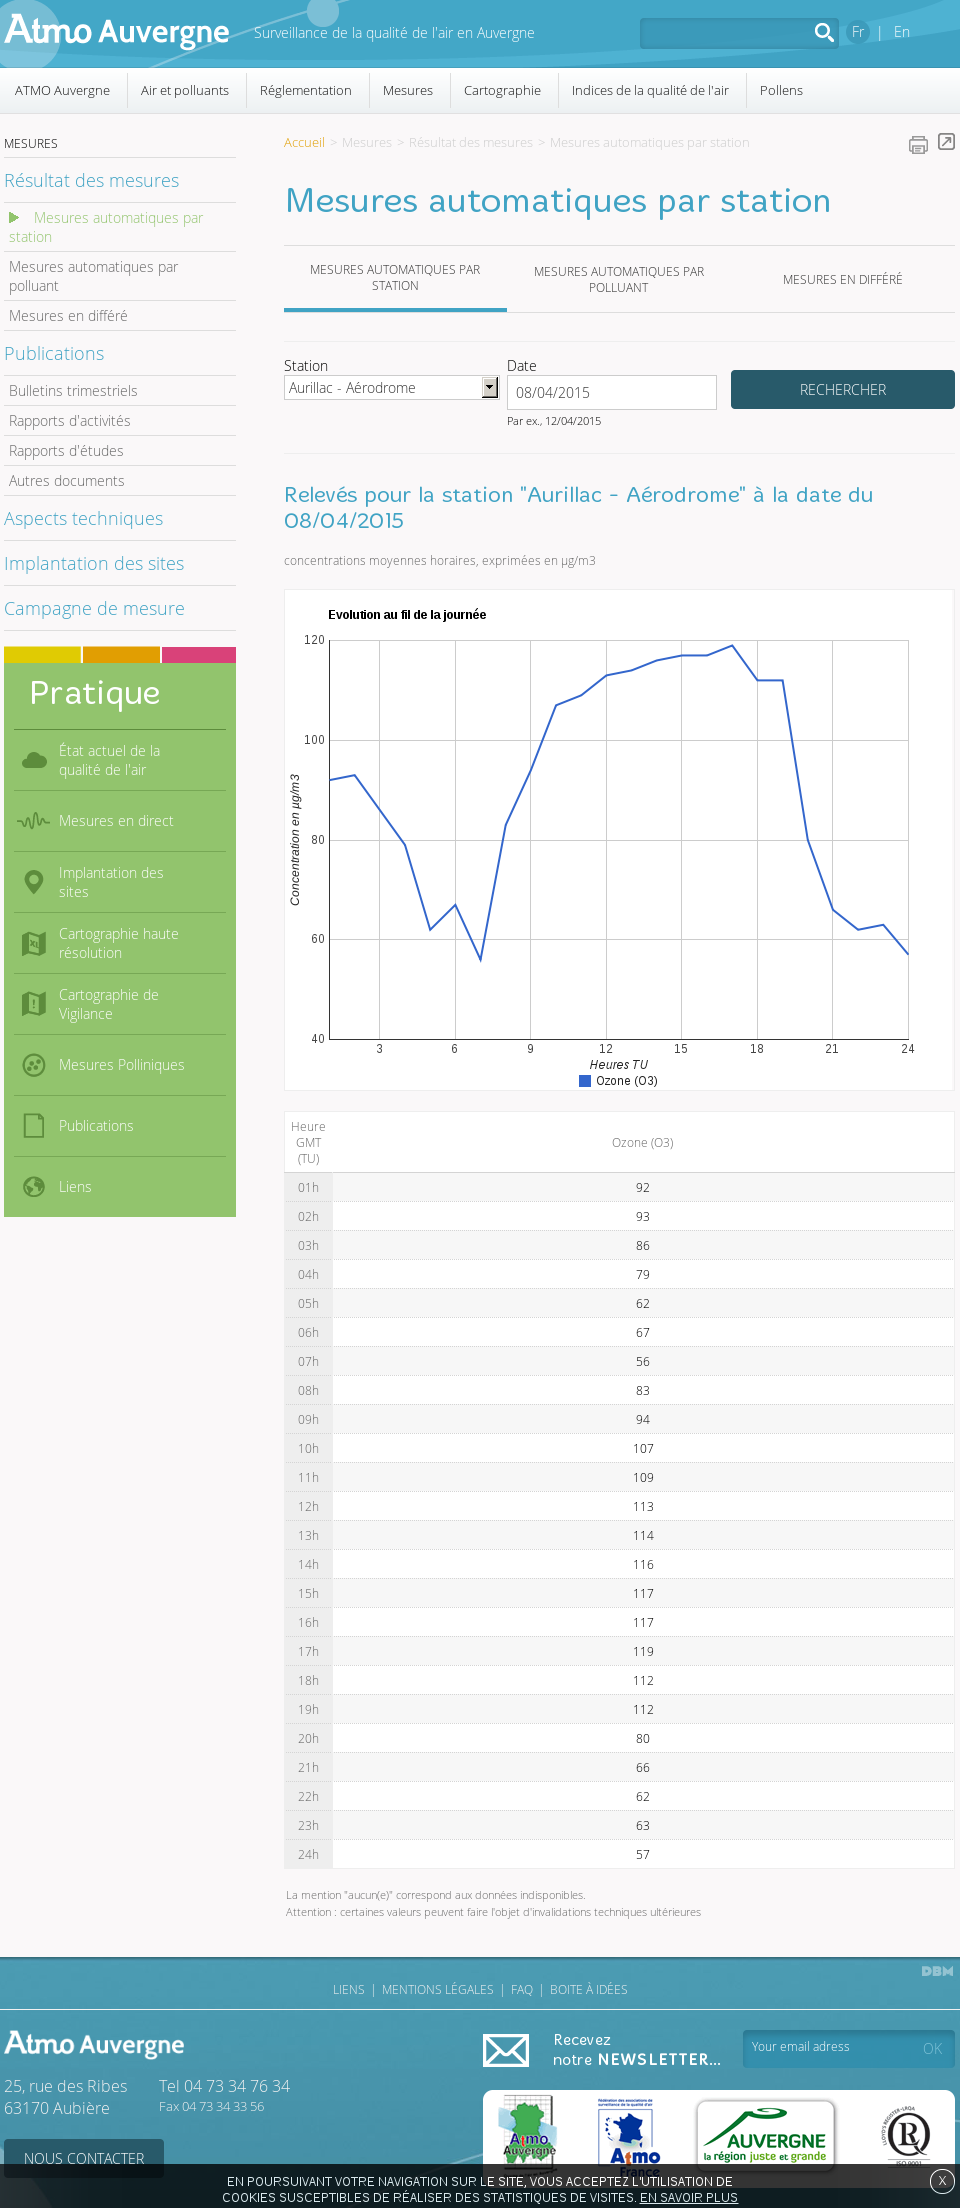 Atmo Auvergne
Surveillance de la qualité de l'air en Auvergne
Fr | En
ATMO Auvergne
Air et polluants
Réglementation
Mesures
Cartographie
Indices de la qualité de l'air
Pollens
MESURES
Résultat des mesures
Mesures automatiques par
station
Mesures automatiques par
polluant
Mesures en différé
Publications
Bulletins trimestriels
Rapports d'activités
Rapports d'études
Autres documents
Aspects techniques
Implantation des sites
Campagne de mesure
Pratique
État actuel de la
qualité de l'air
Mesures en direct
Implantation des
sites
Cartographie haute
résolution
Cartographie de
Vigilance
Mesures Polliniques
Publications
Liens
Accueil > Mesures > Résultat des mesures > Mesures automatiques par station
Mesures automatiques par station
MESURES AUTOMATIQUES PAR
STATION
MESURES AUTOMATIQUES PAR
POLLUANT
MESURES EN DIFFÉRÉ
Station
Aurillac - Aérodrome
Date
08/04/2015
Par ex., 12/04/2015
RECHERCHER
Relevés pour la station "Aurillac - Aérodrome" à la date du
08/04/2015
concentrations moyennes horaires, exprimées en µg/m3
Evolution au fil de la journée
120
100
80
60
40
Concentration en µg/m3
3 6 9 12 15 18 21 24
Heures TU
Ozone (O3)
Heure
GMT
(TU)
Ozone (O3)
01h 92
02h 93
03h 86
04h 79
05h 62
06h 67
07h 56
08h 83
09h 94
10h 107
11h 109
12h 113
13h 114
14h 116
15h 117
16h 117
17h 119
18h 112
19h 112
20h 80
21h 66
22h 62
23h 63
24h 57
La mention "aucun(e)" correspond aux données indisponibles.
Attention : certaines valeurs peuvent faire l'objet d'invalidations techniques ultérieures
DBM
LIENS | MENTIONS LÉGALES | FAQ | BOITE À IDÉES
Atmo Auvergne
25, rue des Ribes
63170 Aubière
Tel 04 73 34 76 34
Fax 04 73 34 33 56
NOUS CONTACTER
Recevez
notre NEWSLETTER...
Your email adress
OK
Atmo
Auvergne
Fédération des associations de
surveillance de la qualité de l'air
Atmo
France
AUVERGNE
la région juste et grande
LR
ISO 9001
EN POURSUIVANT VOTRE NAVIGATION SUR LE SITE, VOUS ACCEPTEZ L'UTILISATION DE
COOKIES SUSCEPTIBLES DE RÉALISER DES STATISTIQUES DE VISITES. EN SAVOIR PLUS
X